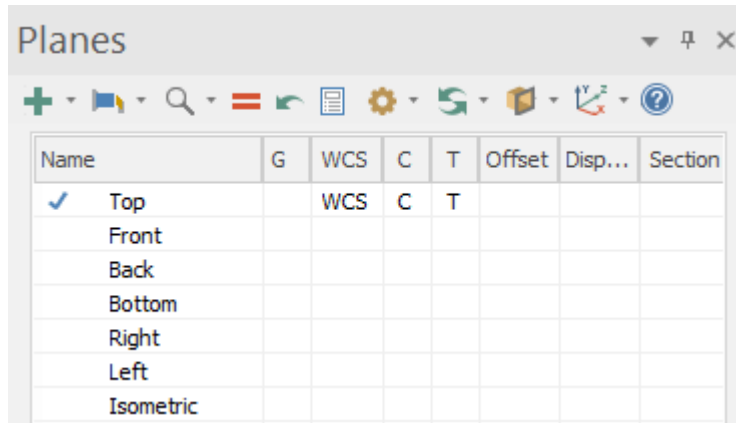 Planes
Name G WCS C T Offset Disp... Section
Top WCS C T
Front
Back
Bottom
Right
Left
Isometric